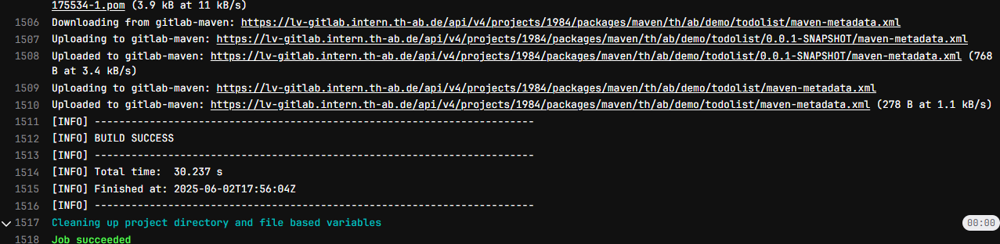 175534-1.pom (3.9 kB at 11 kB/s)
1506 Downloading from gitlab-maven: https://lv-gitlab.intern.th-ab.de/api/v4/projects/1984/packages/maven/th/ab/demo/todolist/maven-metadata.xml
1507 Uploading to gitlab-maven: https://lv-gitlab.intern.th-ab.de/api/v4/projects/1984/packages/maven/th/ab/demo/todolist/0.0.1-SNAPSHOT/maven-metadata.xml
1508 Uploaded to gitlab-maven: https://lv-gitlab.intern.th-ab.de/api/v4/projects/1984/packages/maven/th/ab/demo/todolist/0.0.1-SNAPSHOT/maven-metadata.xml (768
B at 3.4 kB/s)
1509 Uploading to gitlab-maven: https://lv-gitlab.intern.th-ab.de/api/v4/projects/1984/packages/maven/th/ab/demo/todolist/maven-metadata.xml
1510 Uploaded to gitlab-maven: https://lv-gitlab.intern.th-ab.de/api/v4/projects/1984/packages/maven/th/ab/demo/todolist/maven-metadata.xml (278 B at 1.1 kB/s)
1511 [INFO] ------------------------------------------------------------------------
1512 [INFO] BUILD SUCCESS
1513 [INFO] ------------------------------------------------------------------------
1514 [INFO] Total time:  30.237 s
1515 [INFO] Finished at: 2025-06-02T17:56:04Z
1516 [INFO] ------------------------------------------------------------------------
1517 Cleaning up project directory and file based variables 00:00
1518 Job succeeded